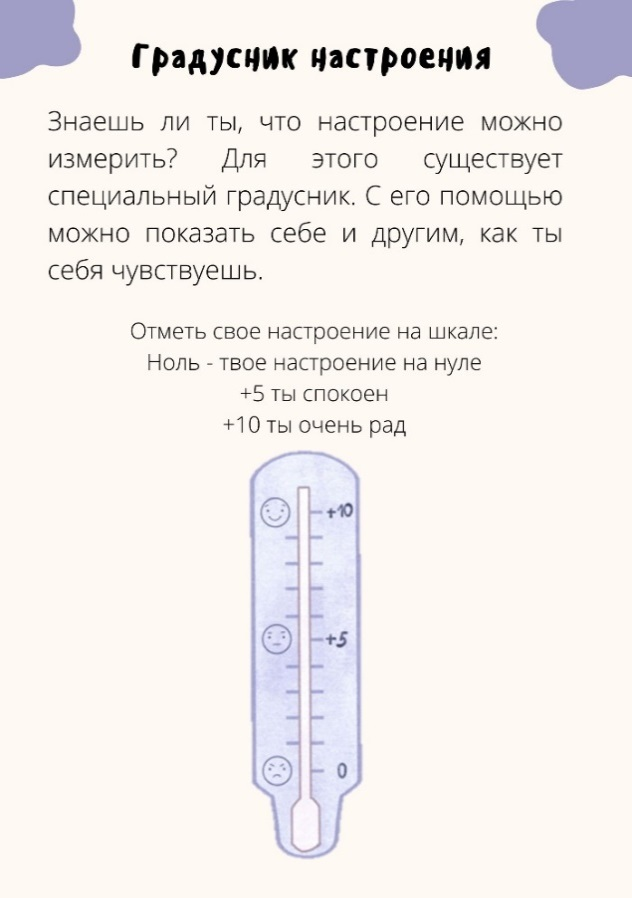 Градусник настроения
Знаешь ли ты, что настроение можно
измерить? Для этого существует
специальный градусник. С его помощью
можно показать себе и другим, как ты
себя чувствуешь.
Отметь свое настроение на шкале:
Ноль - твое настроение на нуле
+5 ты спокоен
+10 ты очень рад
+10
+5
0